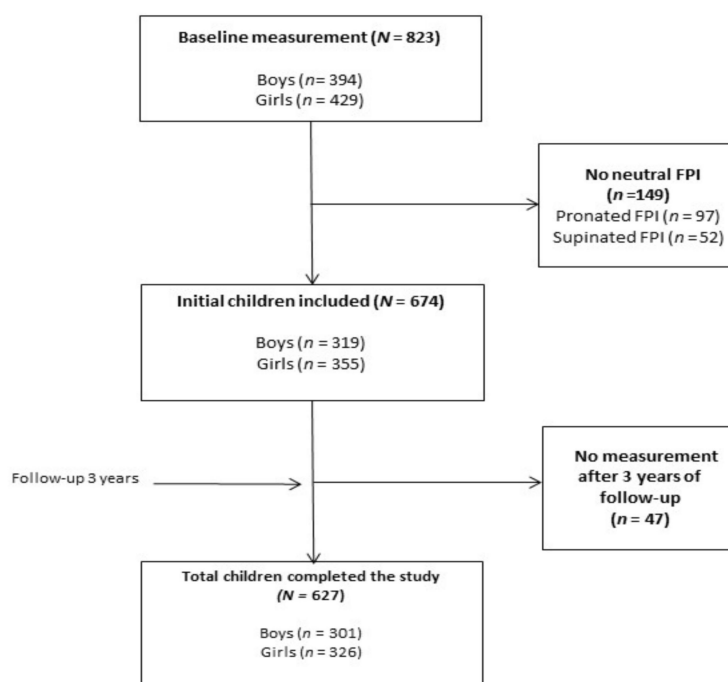 Baseline measurement (N = 823)
Boys (n= 394)
Girls (n = 429)
No neutral FPI
(n =149)
Pronated FPI (n = 97)
Supinated FPI (n = 52)
Initial children included (N = 674)
Boys (n = 319)
Girls (n = 355)
Follow-up 3 years
No measurement
after 3 years of
follow-up
(n = 47)
Total children completed the study
(N = 627)
Boys (n = 301)
Girls (n = 326)